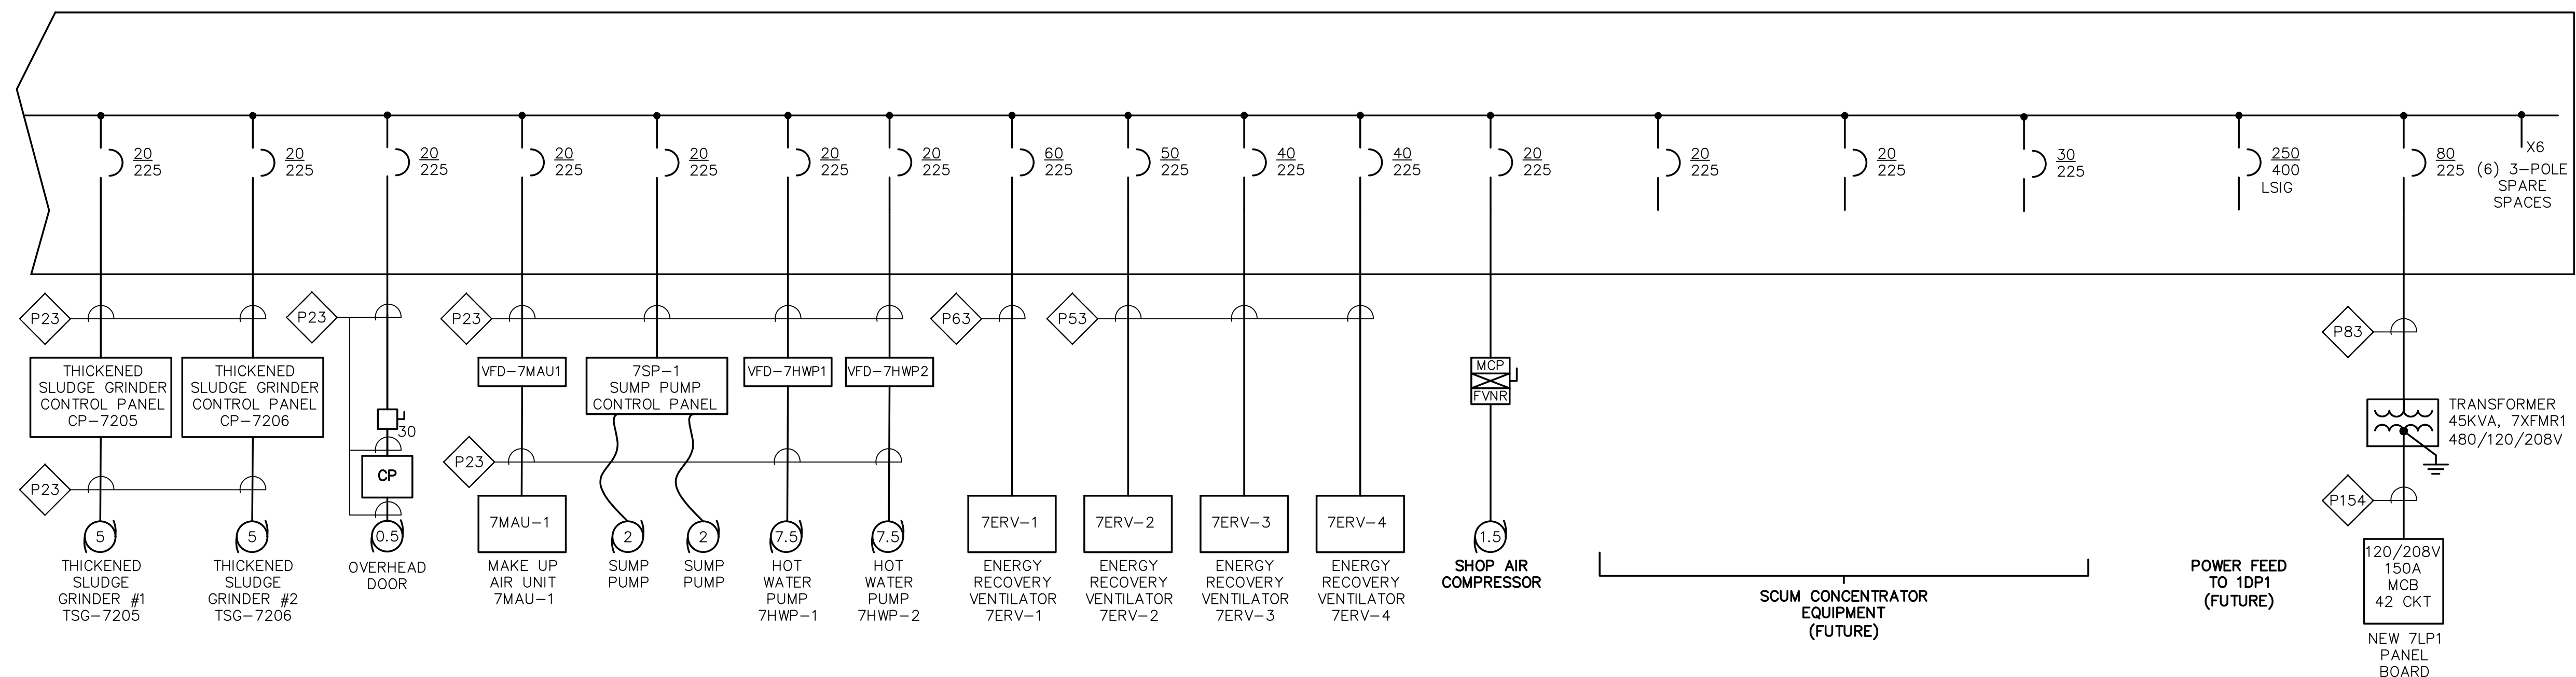 20
225
20
225
20
225
20
225
20
225
20
225
20
225
60
225
50
225
40
225
40
225
20
225
20
225
20
225
30
225
250
400
LSIG
80
225
X6
(6) 3-POLE
SPARE
SPACES
P23
P23
P23
P63
P53
P83
THICKENED
SLUDGE GRINDER
CONTROL PANEL
CP-7205
THICKENED
SLUDGE GRINDER
CONTROL PANEL
CP-7206
30
CP
VFD-7MAU1
7SP-1
SUMP PUMP
CONTROL PANEL
VFD-7HWP1
VFD-7HWP2
MCP
FVNR
TRANSFORMER
45KVA, 7XFMR1
480/120/208V
P23
P23
P154
5
THICKENED
SLUDGE
GRINDER #1
TSG-7205
5
THICKENED
SLUDGE
GRINDER #2
TSG-7206
0.5
OVERHEAD
DOOR
7MAU-1
MAKE UP
AIR UNIT
7MAU-1
2
SUMP
PUMP
2
SUMP
PUMP
7.5
HOT
WATER
PUMP
7HWP-1
7.5
HOT
WATER
PUMP
7HWP-2
7ERV-1
ENERGY
RECOVERY
VENTILATOR
7ERV-1
7ERV-2
ENERGY
RECOVERY
VENTILATOR
7ERV-2
7ERV-3
ENERGY
RECOVERY
VENTILATOR
7ERV-3
7ERV-4
ENERGY
RECOVERY
VENTILATOR
7ERV-4
1.5
SHOP AIR
COMPRESSOR
SCUM CONCENTRATOR
EQUIPMENT
(FUTURE)
POWER FEED
TO 1DP1
(FUTURE)
120/208V
150A
MCB
42 CKT
NEW 7LP1
PANEL
BOARD